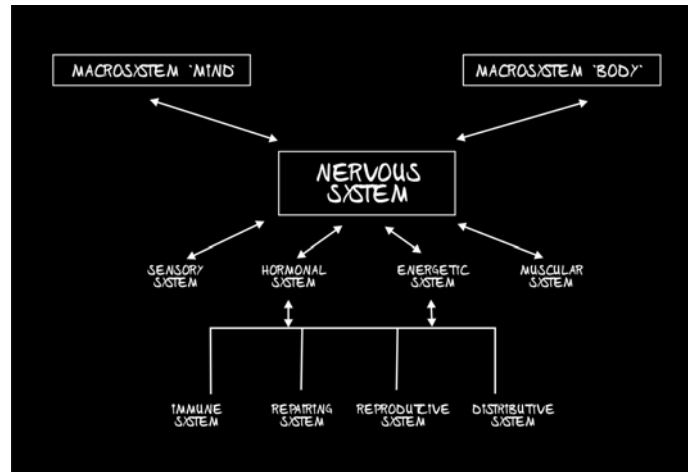 MACROSYSTEM 'MIND'
MACROSYSTEM 'BODY'
NERVOUS
SYSTEM
SENSORY
SYSTEM
HORMONAL
SYSTEM
ENERGETIC
SYSTEM
MUSCULAR
SYSTEM
IMMUNE
SYSTEM
REPAIRING
SYSTEM
REPRODUCTIVE
SYSTEM
DISTRIBUTIVE
SYSTEM